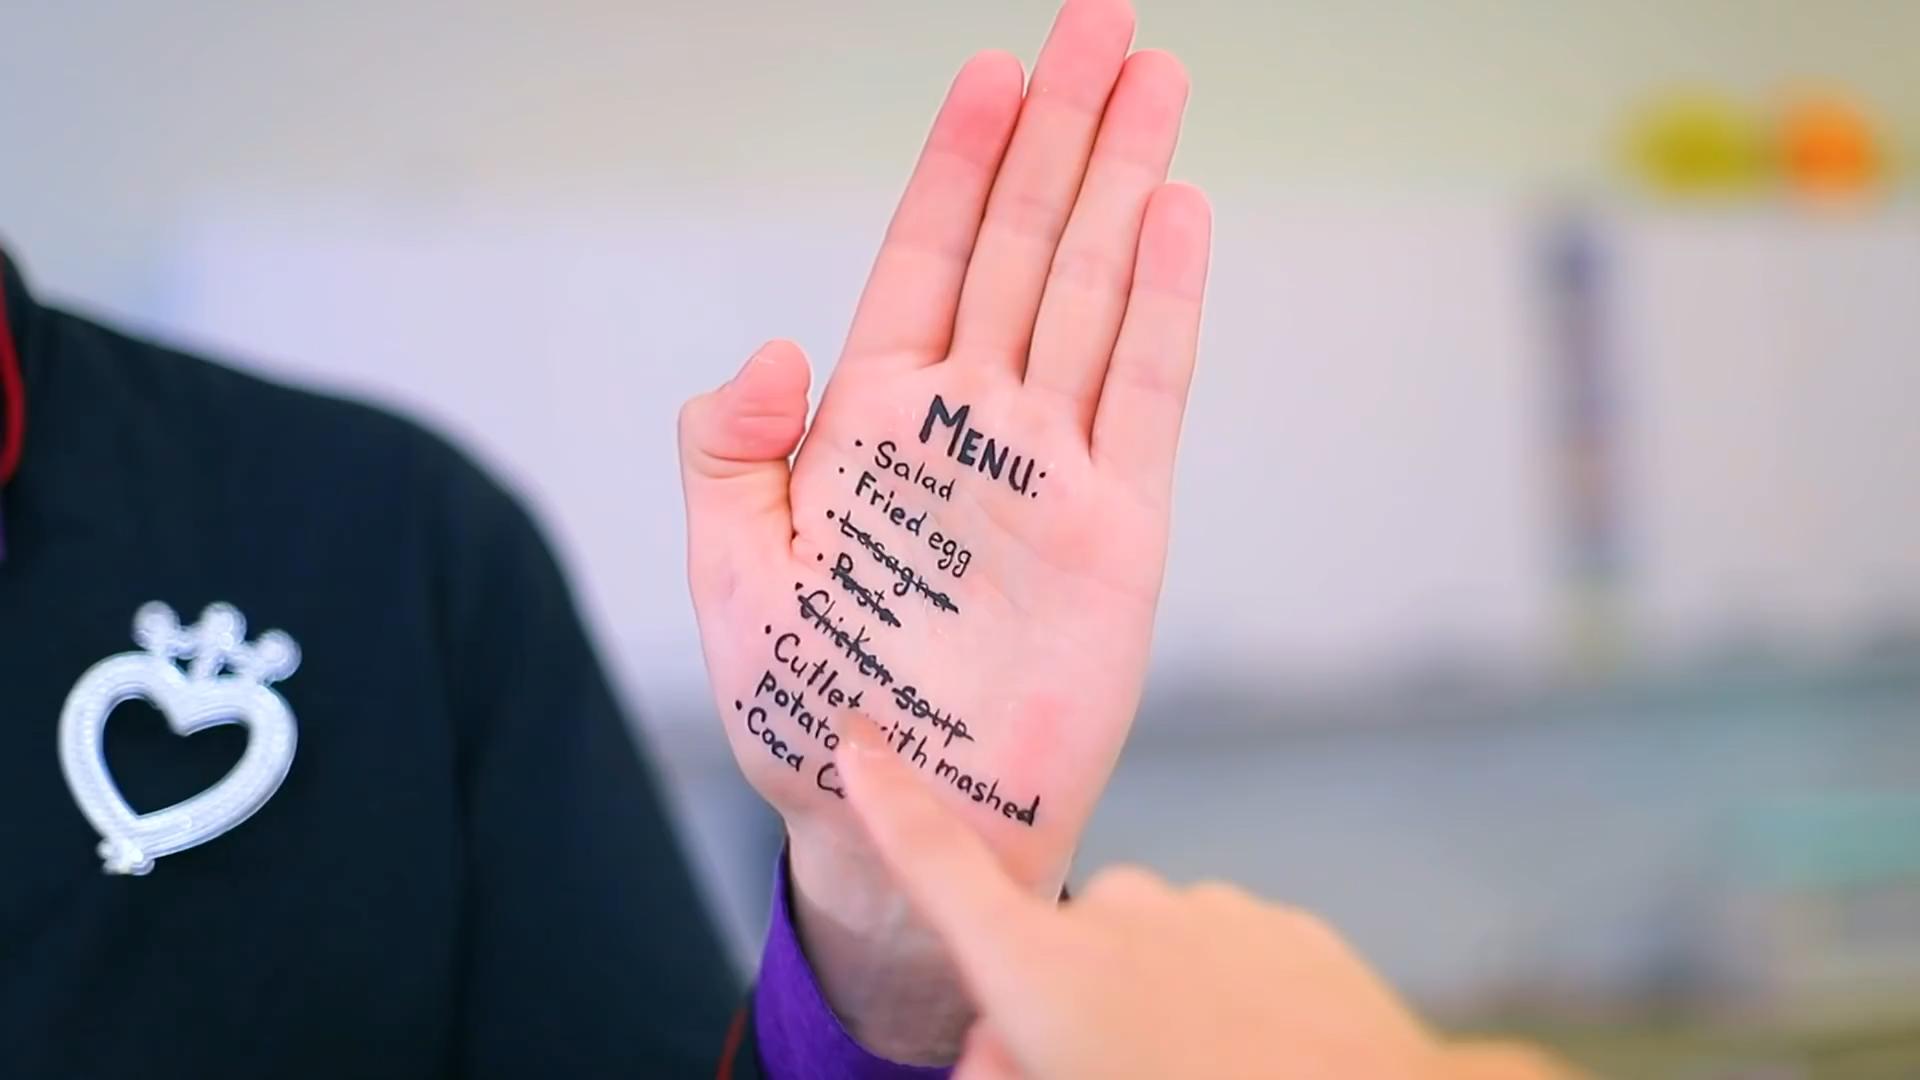 MENU:
• Salad
• Fried egg
• Lasagna
• Pasta
• Chicken soup
• Cutlet with mashed
potato
• Coca